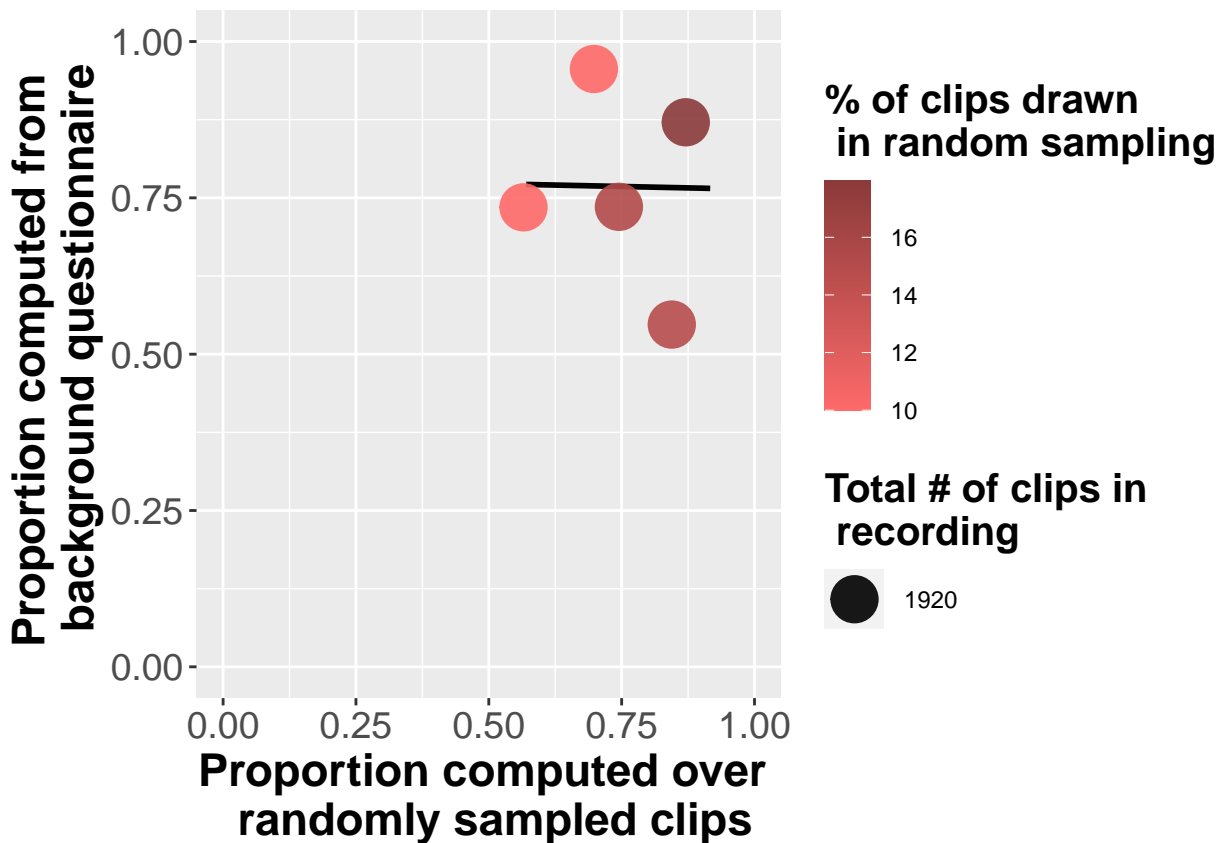 Proportion computed from
background questionnaire
1.00
0.75
0.50
0.25
0.00
0.00 0.25 0.50 0.75 1.00
Proportion computed over
randomly sampled clips
% of clips drawn
in random sampling
16
14
12
10
Total # of clips in
recording
1920